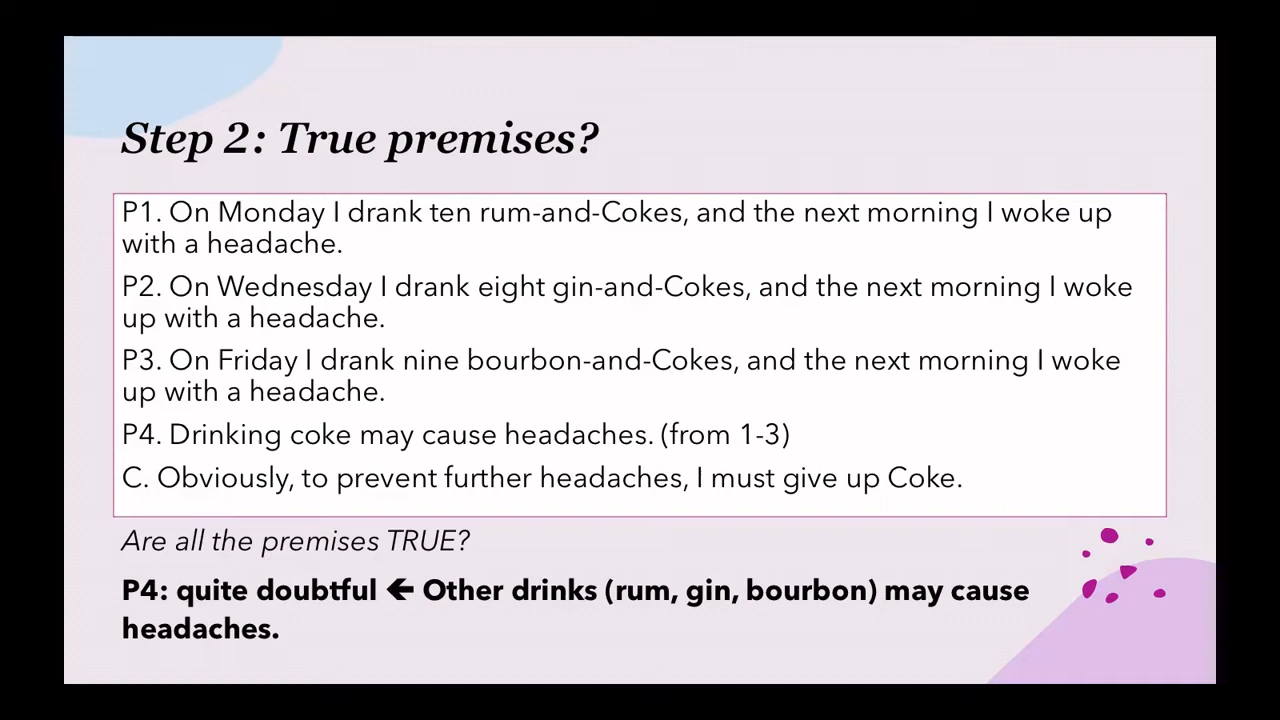 Step 2: True premises?
P1. On Monday I drank ten rum-and-Cokes, and the next morning I woke up
with a headache.
P2. On Wednesday I drank eight gin-and-Cokes, and the next morning I woke
up with a headache.
P3. On Friday I drank nine bourbon-and-Cokes, and the next morning I woke
up with a headache.
P4. Drinking coke may cause headaches. (from 1-3)
C. Obviously, to prevent further headaches, I must give up Coke.
Are all the premises TRUE?
P4: quite doubtful 🡸 Other drinks (rum, gin, bourbon) may cause
headaches.